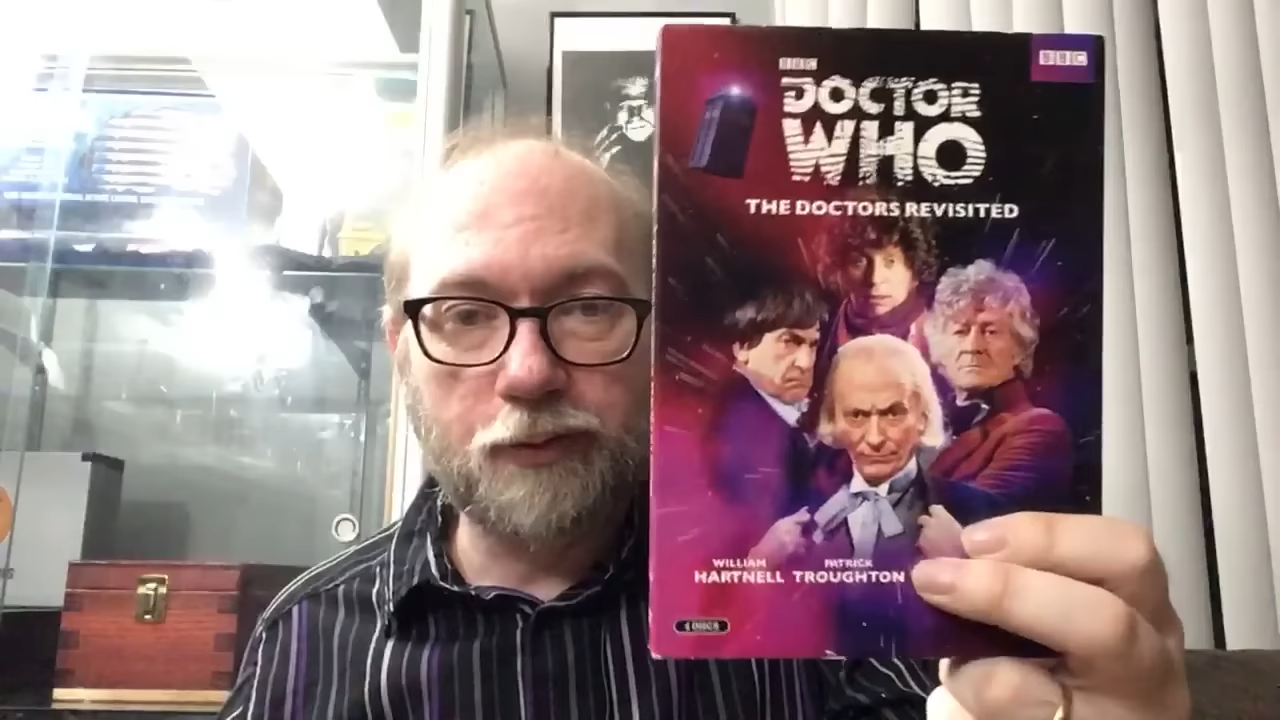 BBC
BBC
DOCTOR
WHO
THE DOCTORS REVISITED
WILLIAM
HARTNELL
PATRICK
TROUGHTON
4 DISCS